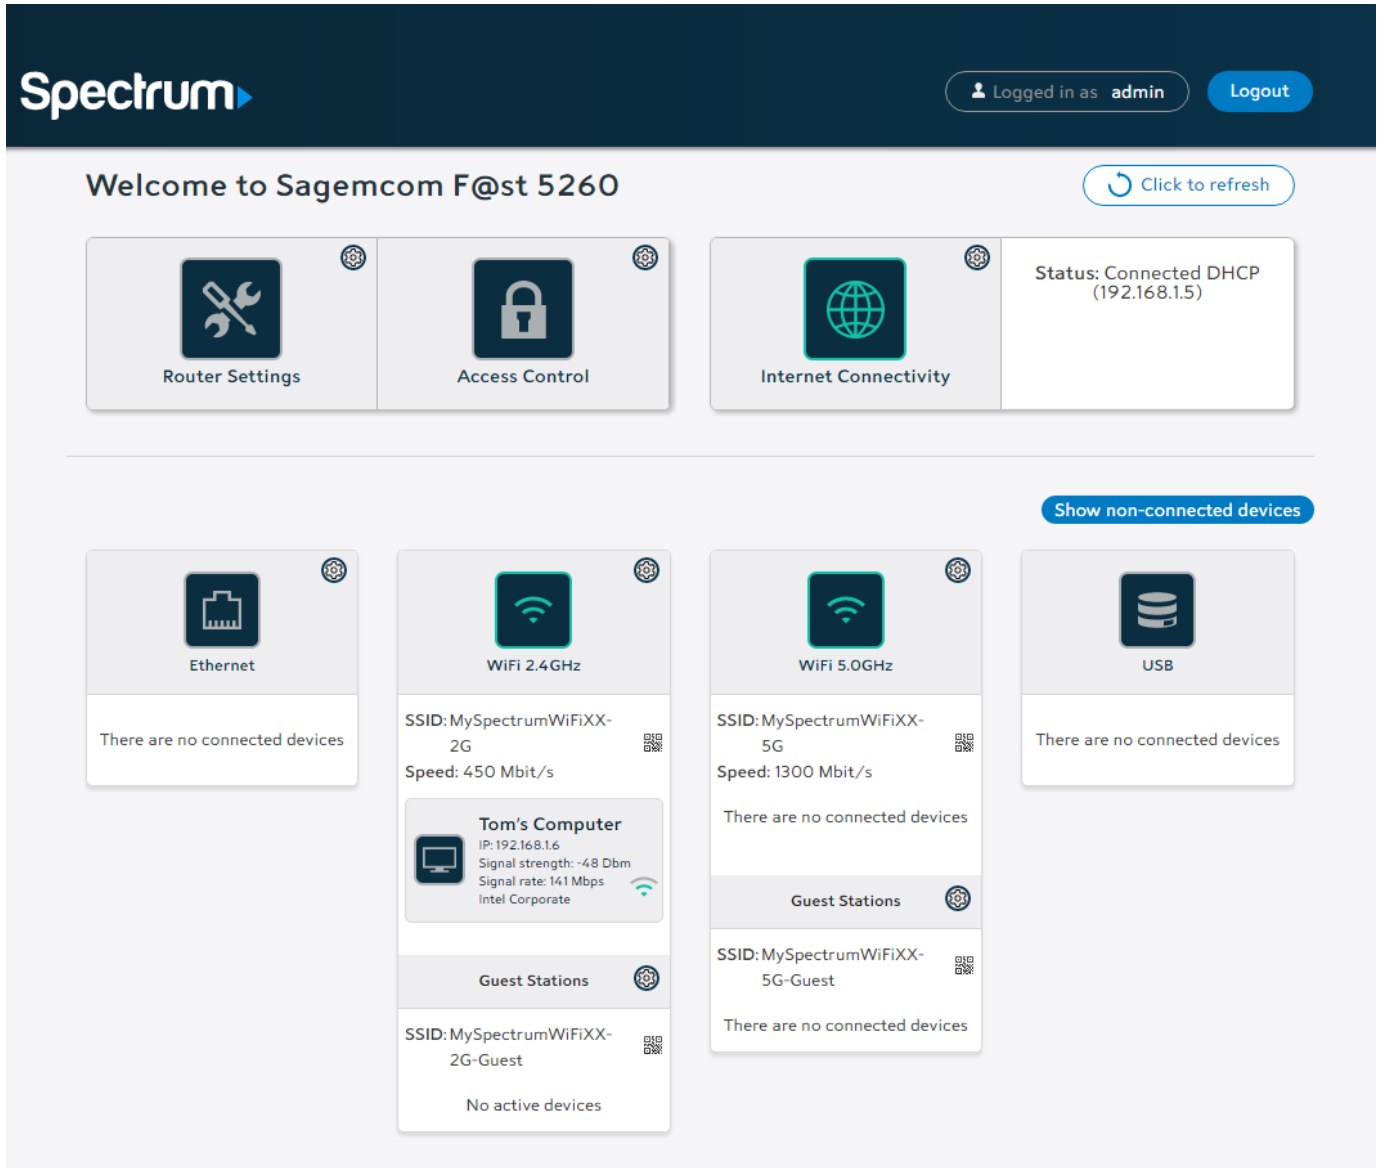 Spectrum
Logged in as admin
Logout
Welcome to Sagemcom F@st 5260
Click to refresh
Router Settings
Access Control
Internet Connectivity
Status: Connected DHCP
(192.168.1.5)
Show non-connected devices
Ethernet
There are no connected devices
WiFi 2.4GHz
SSID: MySpectrumWiFiXX-
2G
Speed: 450 Mbit/s
Tom's Computer
IP: 192.168.1.6
Signal strength: -48 Dbm
Signal rate: 141 Mbps
Intel Corporate
Guest Stations
SSID: MySpectrumWiFiXX-
2G-Guest
No active devices
WiFi 5.0GHz
SSID: MySpectrumWiFiXX-
5G
Speed: 1300 Mbit/s
There are no connected devices
Guest Stations
SSID: MySpectrumWiFiXX-
5G-Guest
There are no connected devices
USB
There are no connected devices